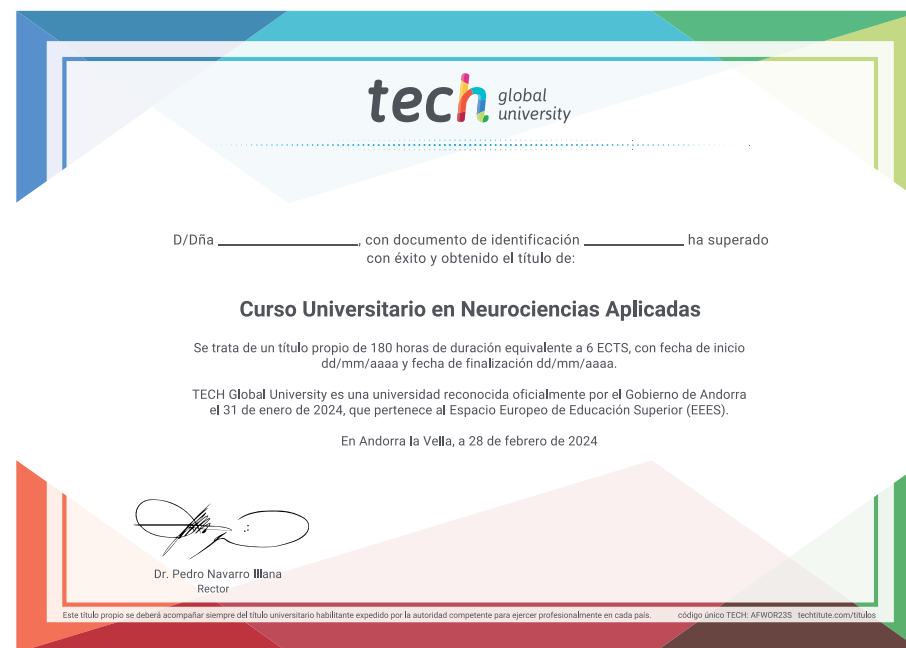 tech global university
D/Dña ____________, con documento de identificación ____________ ha superado
con éxito y obtenido el título de:
Curso Universitario en Neurociencias Aplicadas
Se trata de un título propio de 180 horas de duración equivalente a 6 ECTS, con fecha de inicio
dd/mm/aaaa y fecha de finalización dd/mm/aaaa.
TECH Global University es una universidad reconocida oficialmente por el Gobierno de Andorra
el 31 de enero de 2024, que pertenece al Espacio Europeo de Educación Superior (EEES).
En Andorra la Vella, a 28 de febrero de 2024
Dr. Pedro Navarro Illana
Rector
Este título propio se deberá acompañar siempre del título universitario habilitante expedido por la autoridad competente para ejercer profesionalmente en cada país. código único TECH: AFWOR23S techtitute.com/titulos